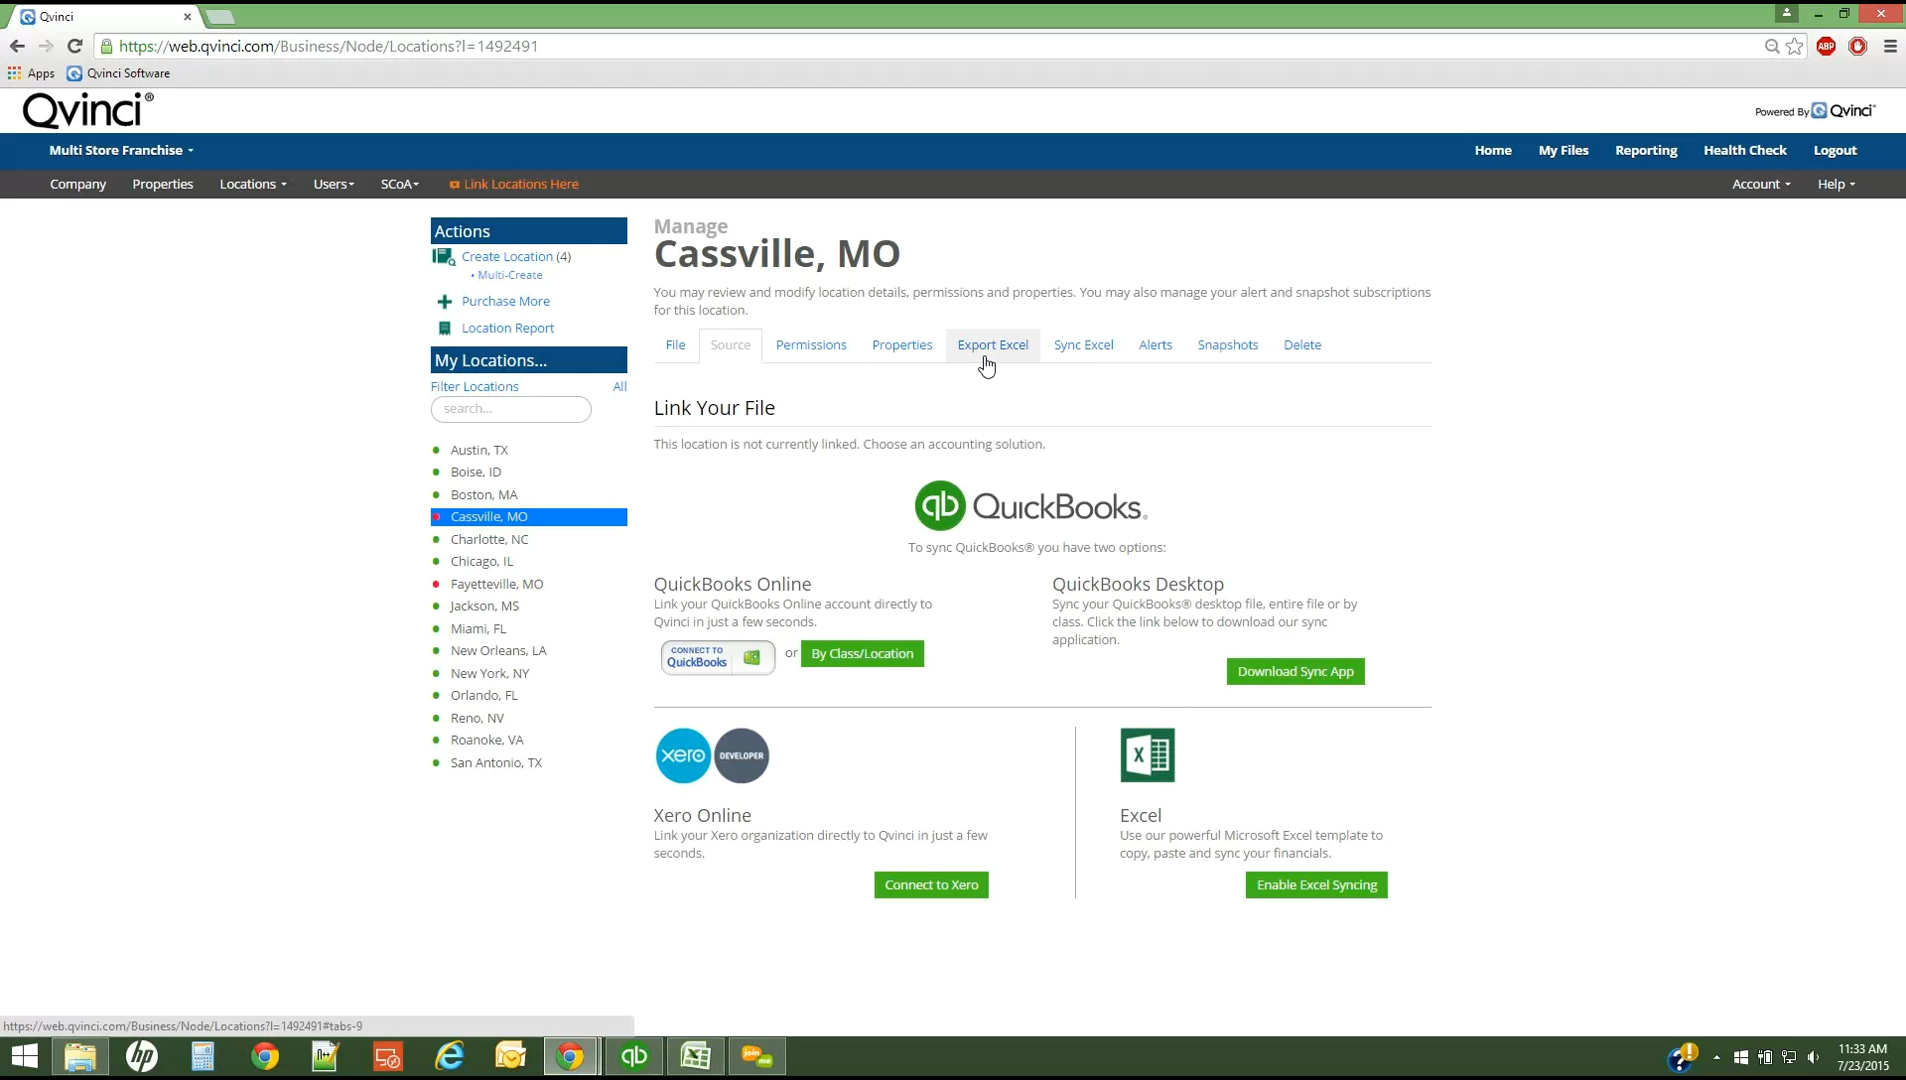 Qvinci
https://web.qvinci.com/Business/Node/Locations?l=1492491
ABP
Apps Qvinci Software
Qvinci®
Powered By Qvinci
Multi Store Franchise
Home My Files Reporting Health Check Logout
Company Properties Locations Users SCoA Link Locations Here
Account Help
Actions
Create Location (4)
• Multi-Create
Purchase More
Location Report
My Locations...
Filter Locations All
search...
Austin, TX
Boise, ID
Boston, MA
Cassville, MO
Charlotte, NC
Chicago, IL
Fayetteville, MO
Jackson, MS
Miami, FL
New Orleans, LA
New York, NY
Orlando, FL
Reno, NV
Roanoke, VA
San Antonio, TX
Manage
Cassville, MO
You may review and modify location details, permissions and properties. You may also manage your alert and snapshot subscriptions
for this location.
File Source Permissions Properties Export Excel Sync Excel Alerts Snapshots Delete
Link Your File
This location is not currently linked. Choose an accounting solution.
qb QuickBooks.
To sync QuickBooks® you have two options:
QuickBooks Online
Link your QuickBooks Online account directly to
Qvinci in just a few seconds.
CONNECT TO
QuickBooks
or By Class/Location
QuickBooks Desktop
Sync your QuickBooks® desktop file, entire file or by
class. Click the link below to download our sync
application.
Download Sync App
xero DEVELOPER
Xero Online
Link your Xero organization directly to Qvinci in just a few
seconds.
Connect to Xero
X
Excel
Use our powerful Microsoft Excel template to
copy, paste and sync your financials.
Enable Excel Syncing
https://web.qvinci.com/Business/Node/Locations?l=1492491#tabs-9
hp
qb
join
me
11:33 AM
7/23/2015